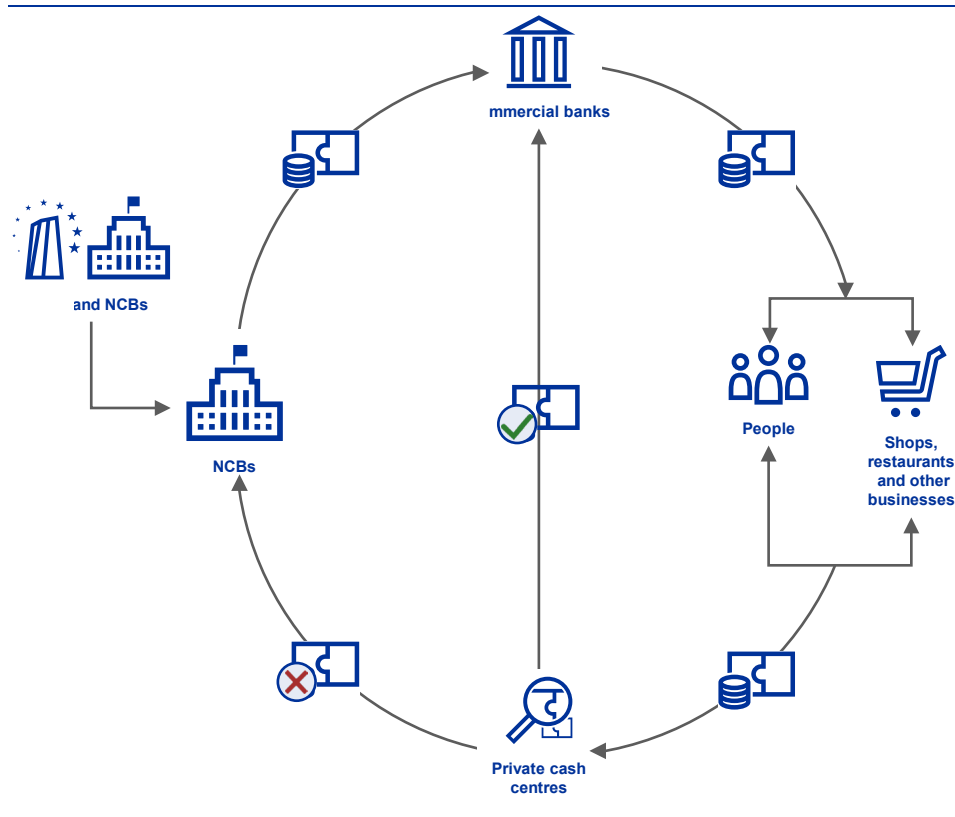 mmercial banks
and NCBs
NCBs
People
Shops,
restaurants
and other
businesses
Private cash
centres